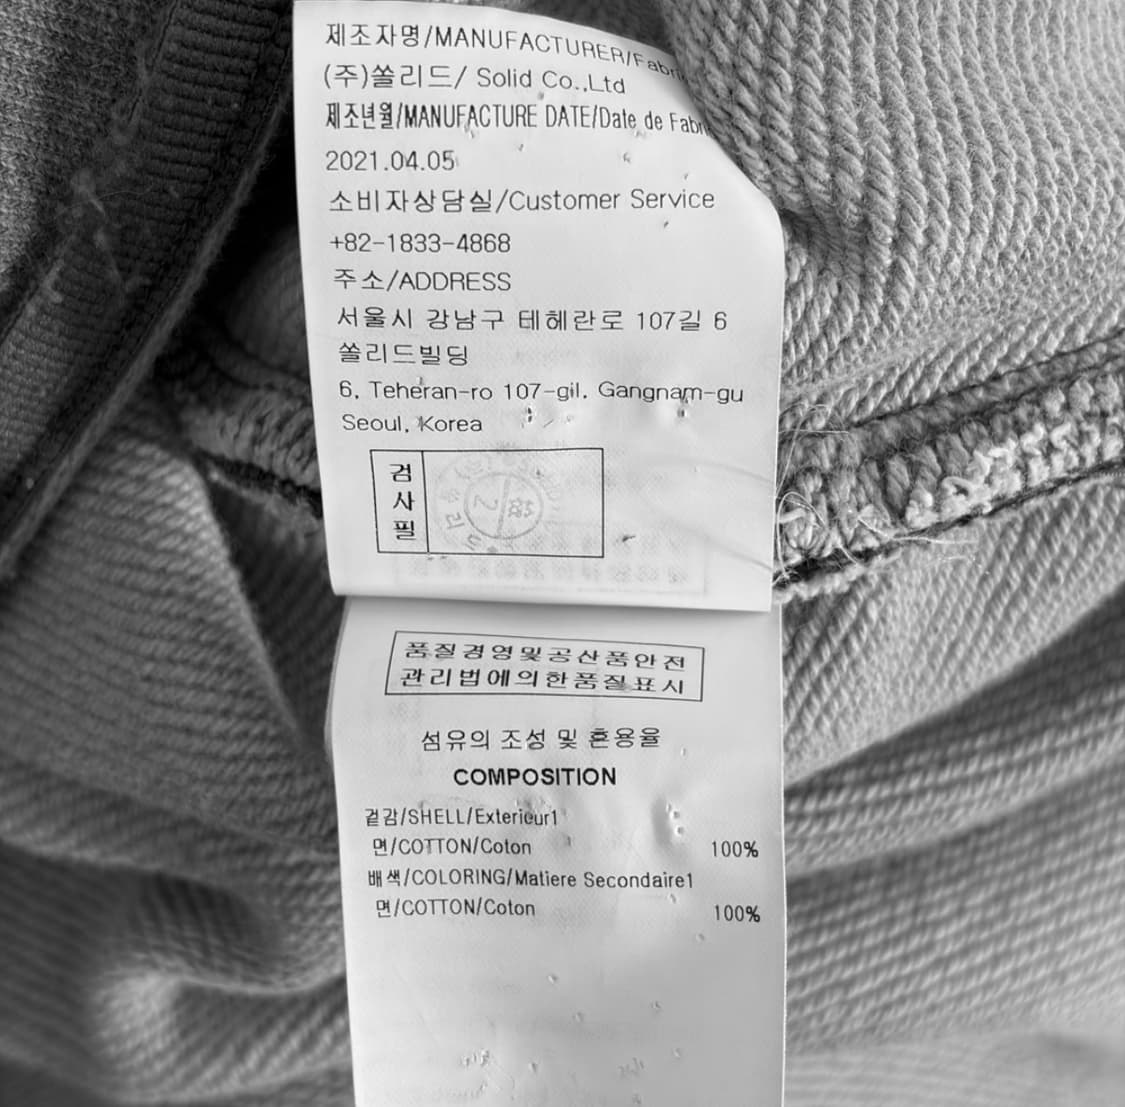 제조자명/MANUFACTURER/Fabri
(주)쏠리드/ Solid Co.,Ltd
제조년월/MANUFACTURE DATE/Date de Fabr
2021.04.05
소비자상담실/Customer Service
+82-1833-4868
주소/ADDRESS
서울시 강남구 테헤란로 107길 6
쏠리드빌딩
6, Teheran-ro 107-gil, Gangnam-gu
Seoul, Korea
검사필
품질경영및공산품안전
관리법에의한품질표시
섬유의 조성 및 혼용율
COMPOSITION
겉감/SHELL/Exterieur1
면/COTTON/Coton 100%
배색/COLORING/Matiere Secondaire1
면/COTTON/Coton 100%